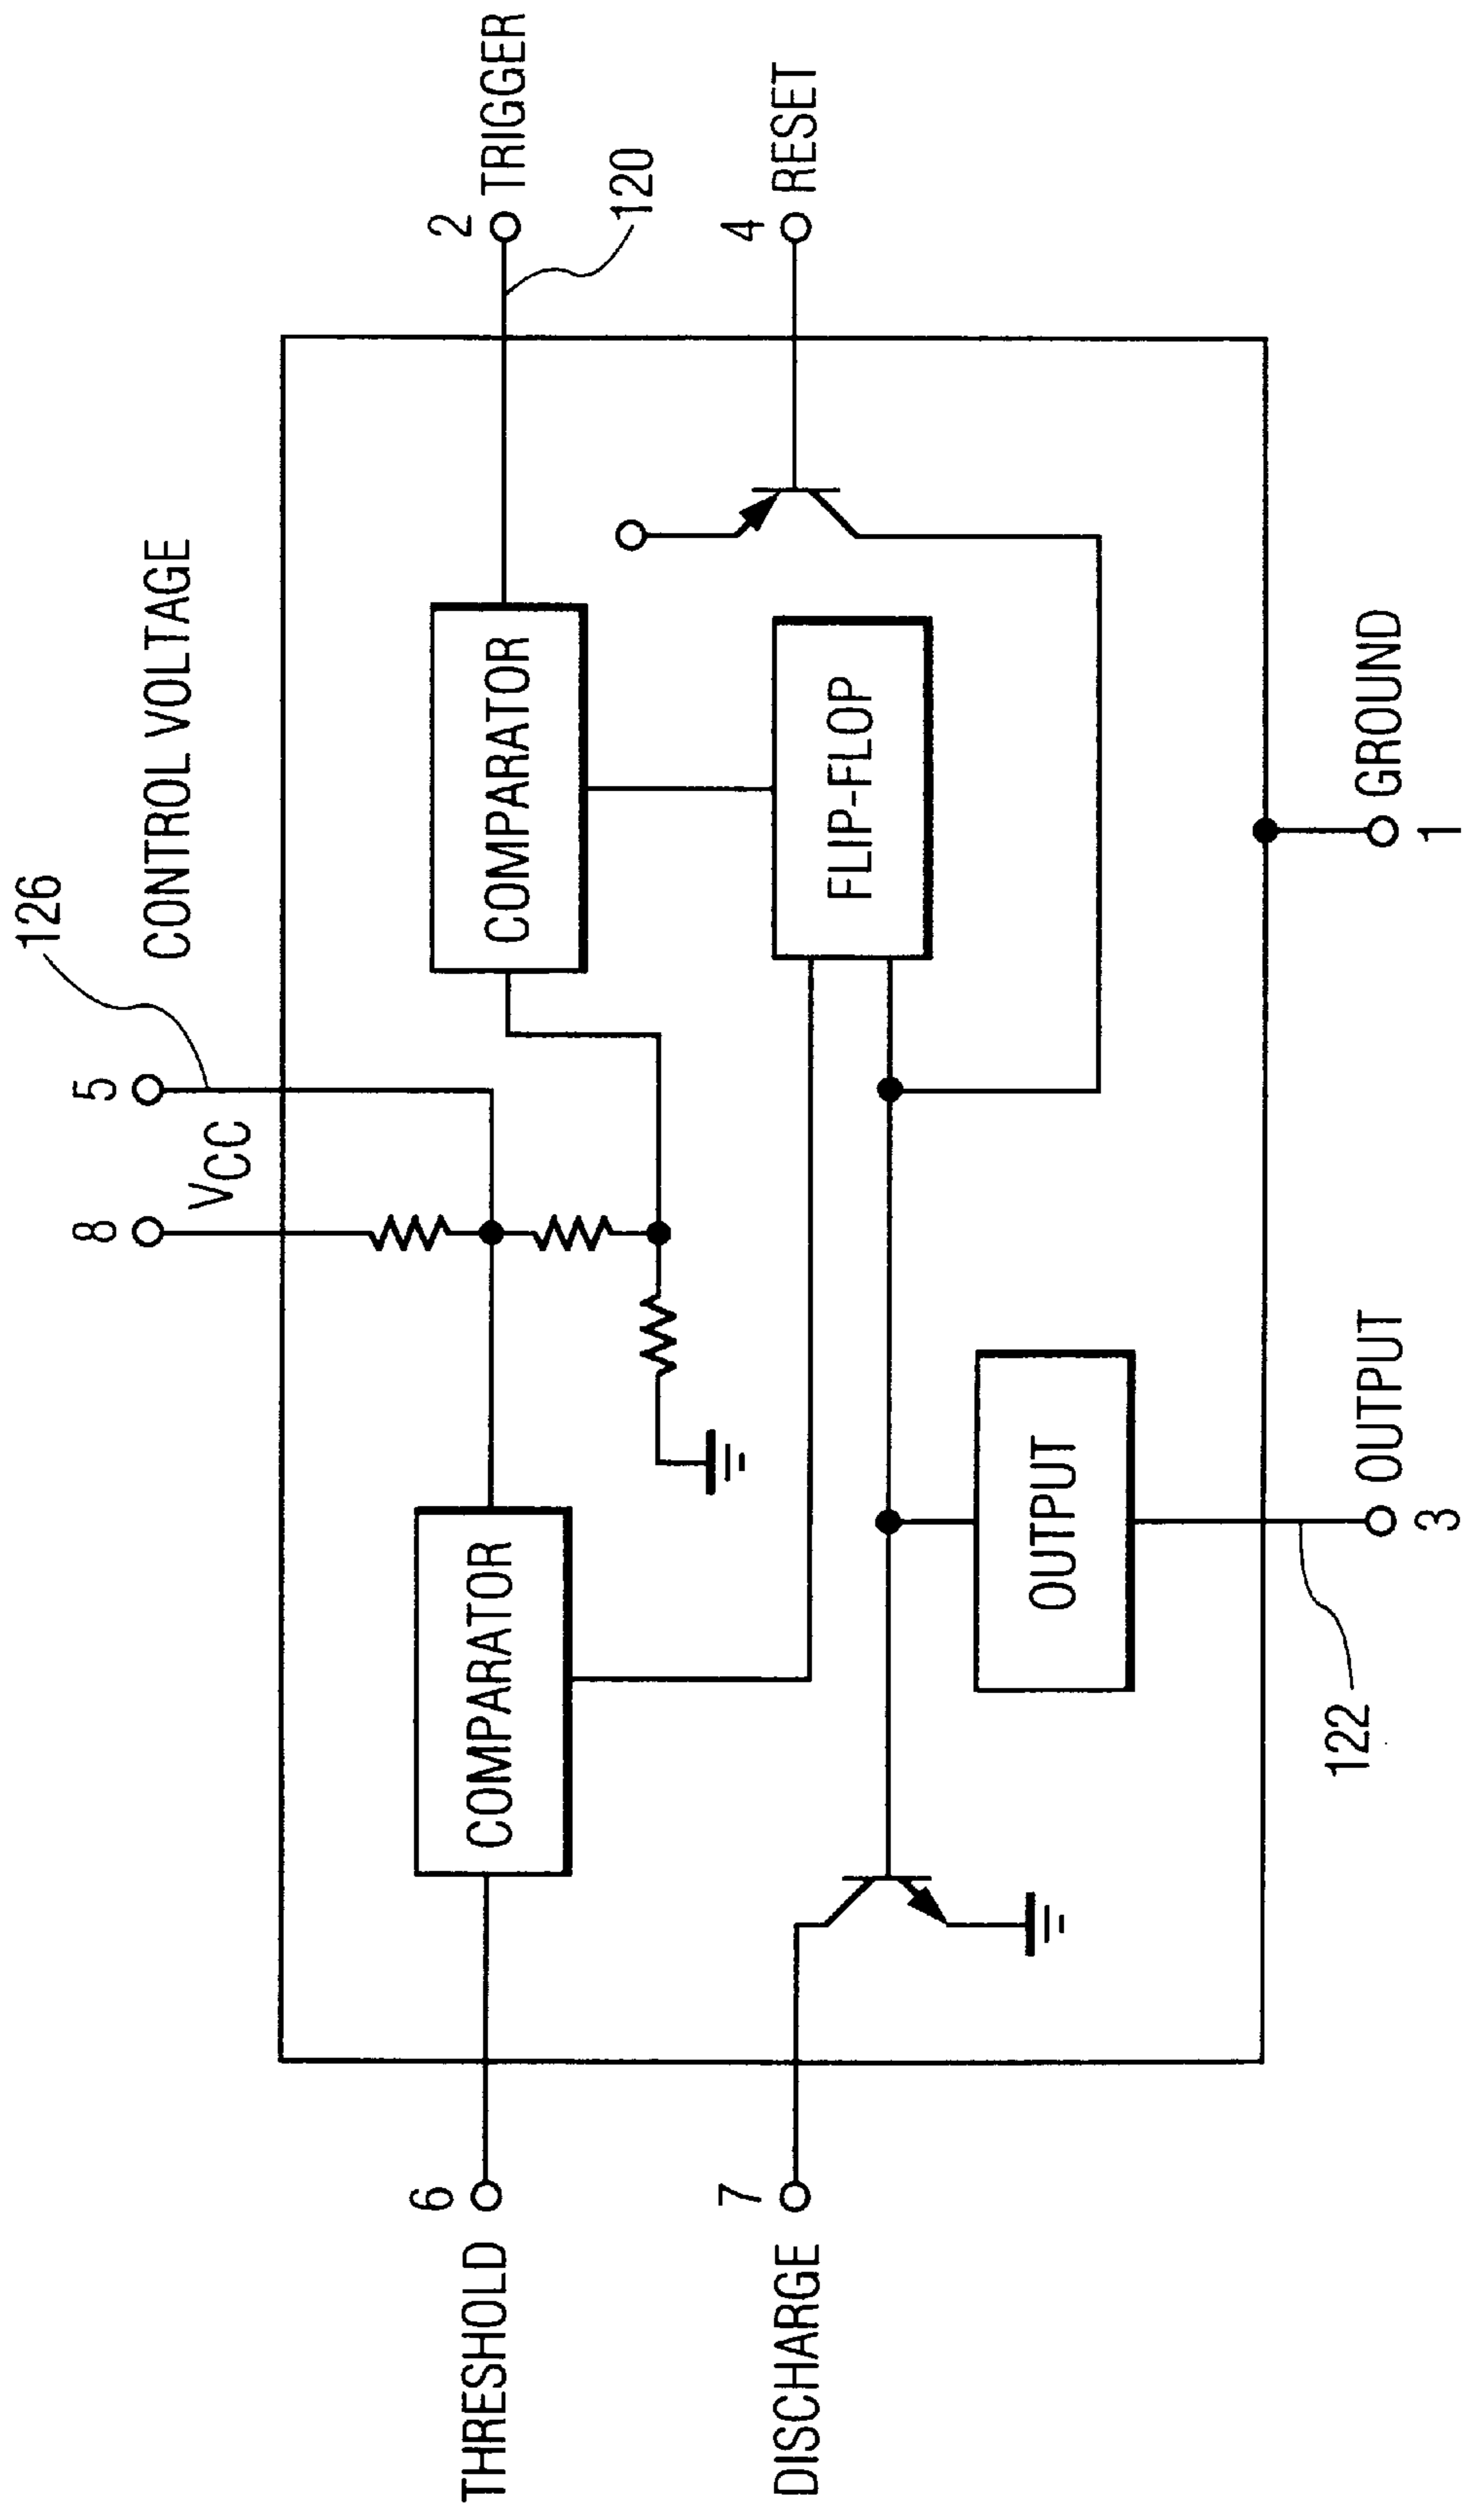 126
5
CONTROL VOLTAGE
8
VCC
6
THRESHOLD
COMPARATOR
COMPARATOR
2
TRIGGER
120
7
DISCHARGE
FLIP-FLOP
4
RESET
OUTPUT
122
3
OUTPUT
1
GROUND